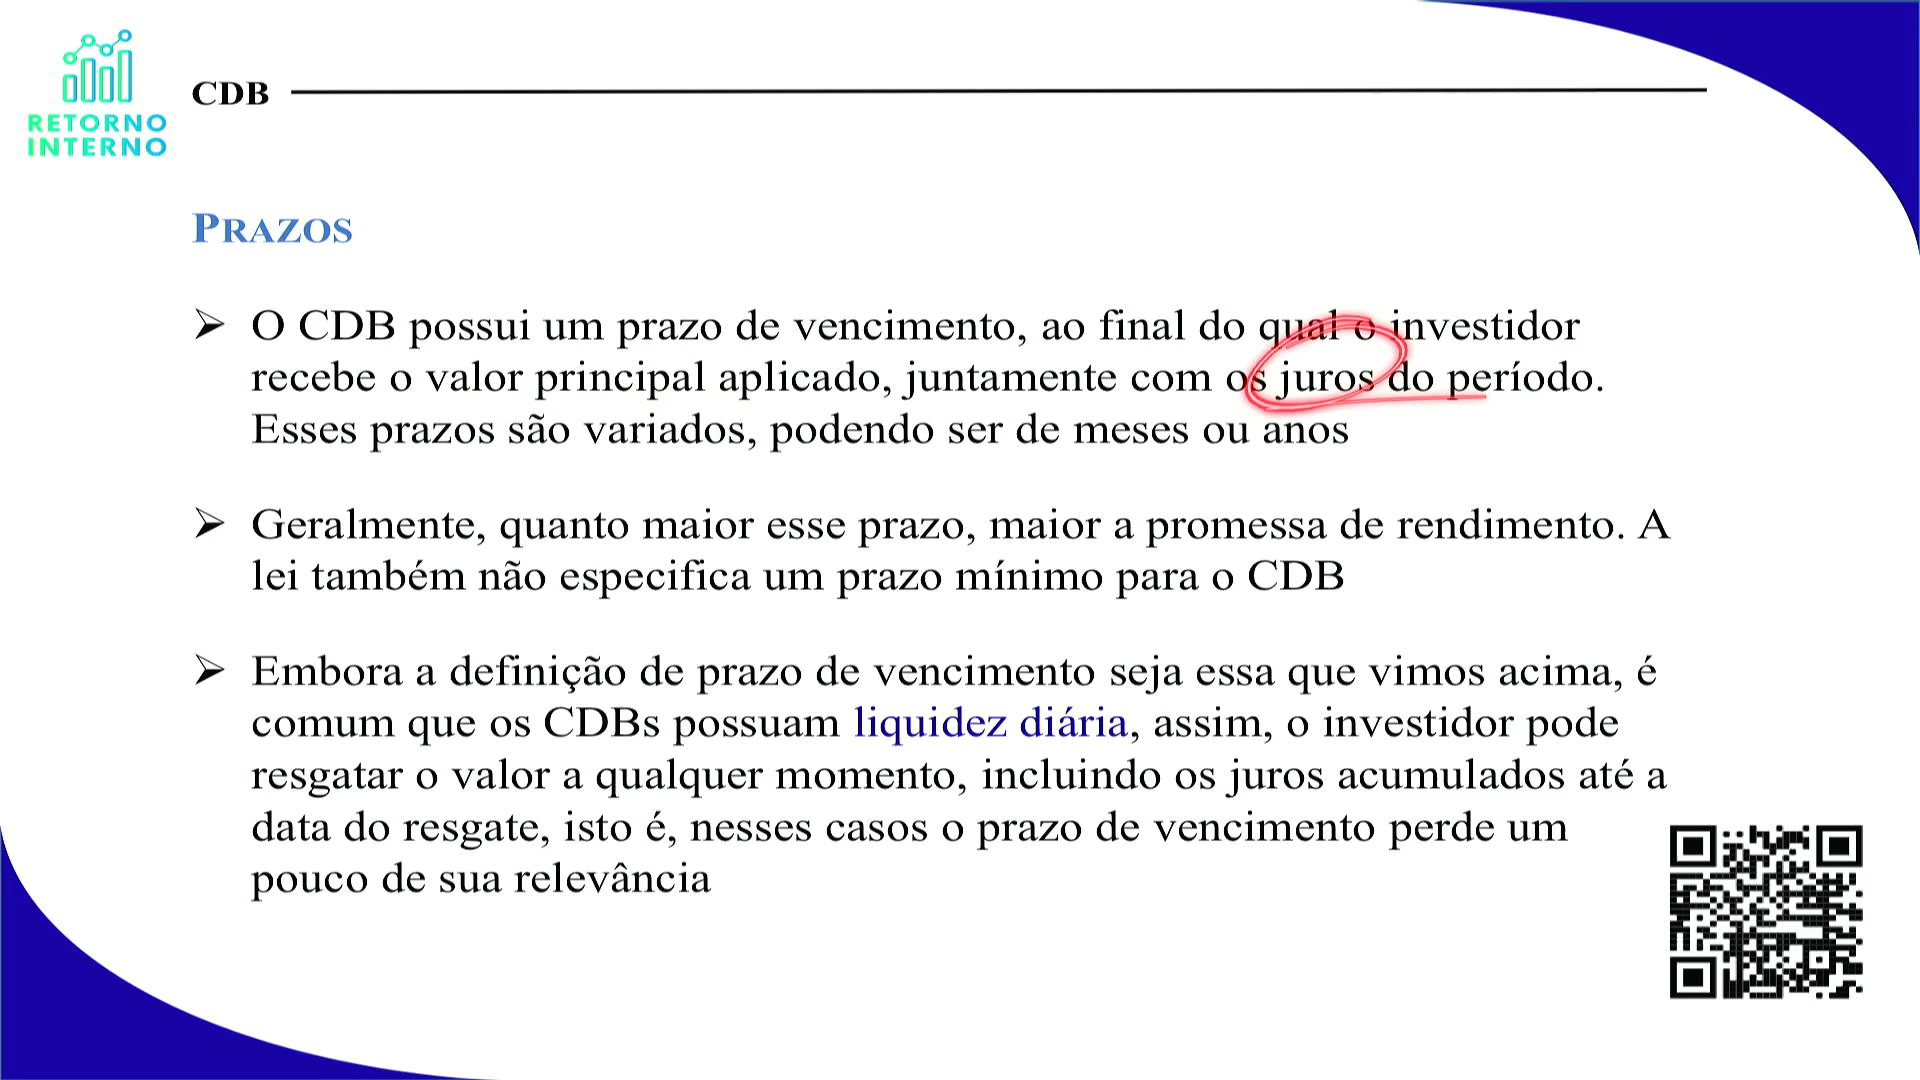 RETORNO
INTERNO
CDB
PRAZOS
O CDB possui um prazo de vencimento, ao final do qual o investidor
recebe o valor principal aplicado, juntamente com os juros do período.
Esses prazos são variados, podendo ser de meses ou anos
Geralmente, quanto maior esse prazo, maior a promessa de rendimento. A
lei também não especifica um prazo mínimo para o CDB
Embora a definição de prazo de vencimento seja essa que vimos acima, é
comum que os CDBs possuam liquidez diária, assim, o investidor pode
resgatar o valor a qualquer momento, incluindo os juros acumulados até a
data do resgate, isto é, nesses casos o prazo de vencimento perde um
pouco de sua relevância